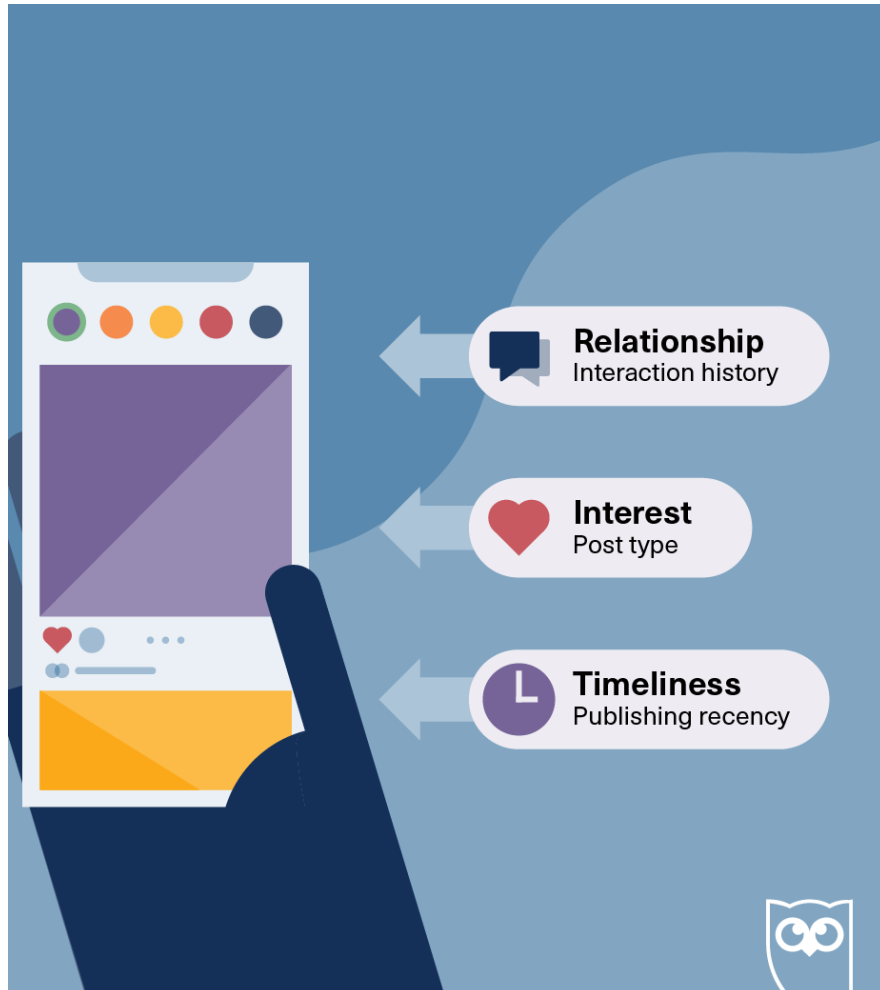 Relationship
Interaction history
Interest
Post type
Timeliness
Publishing recency